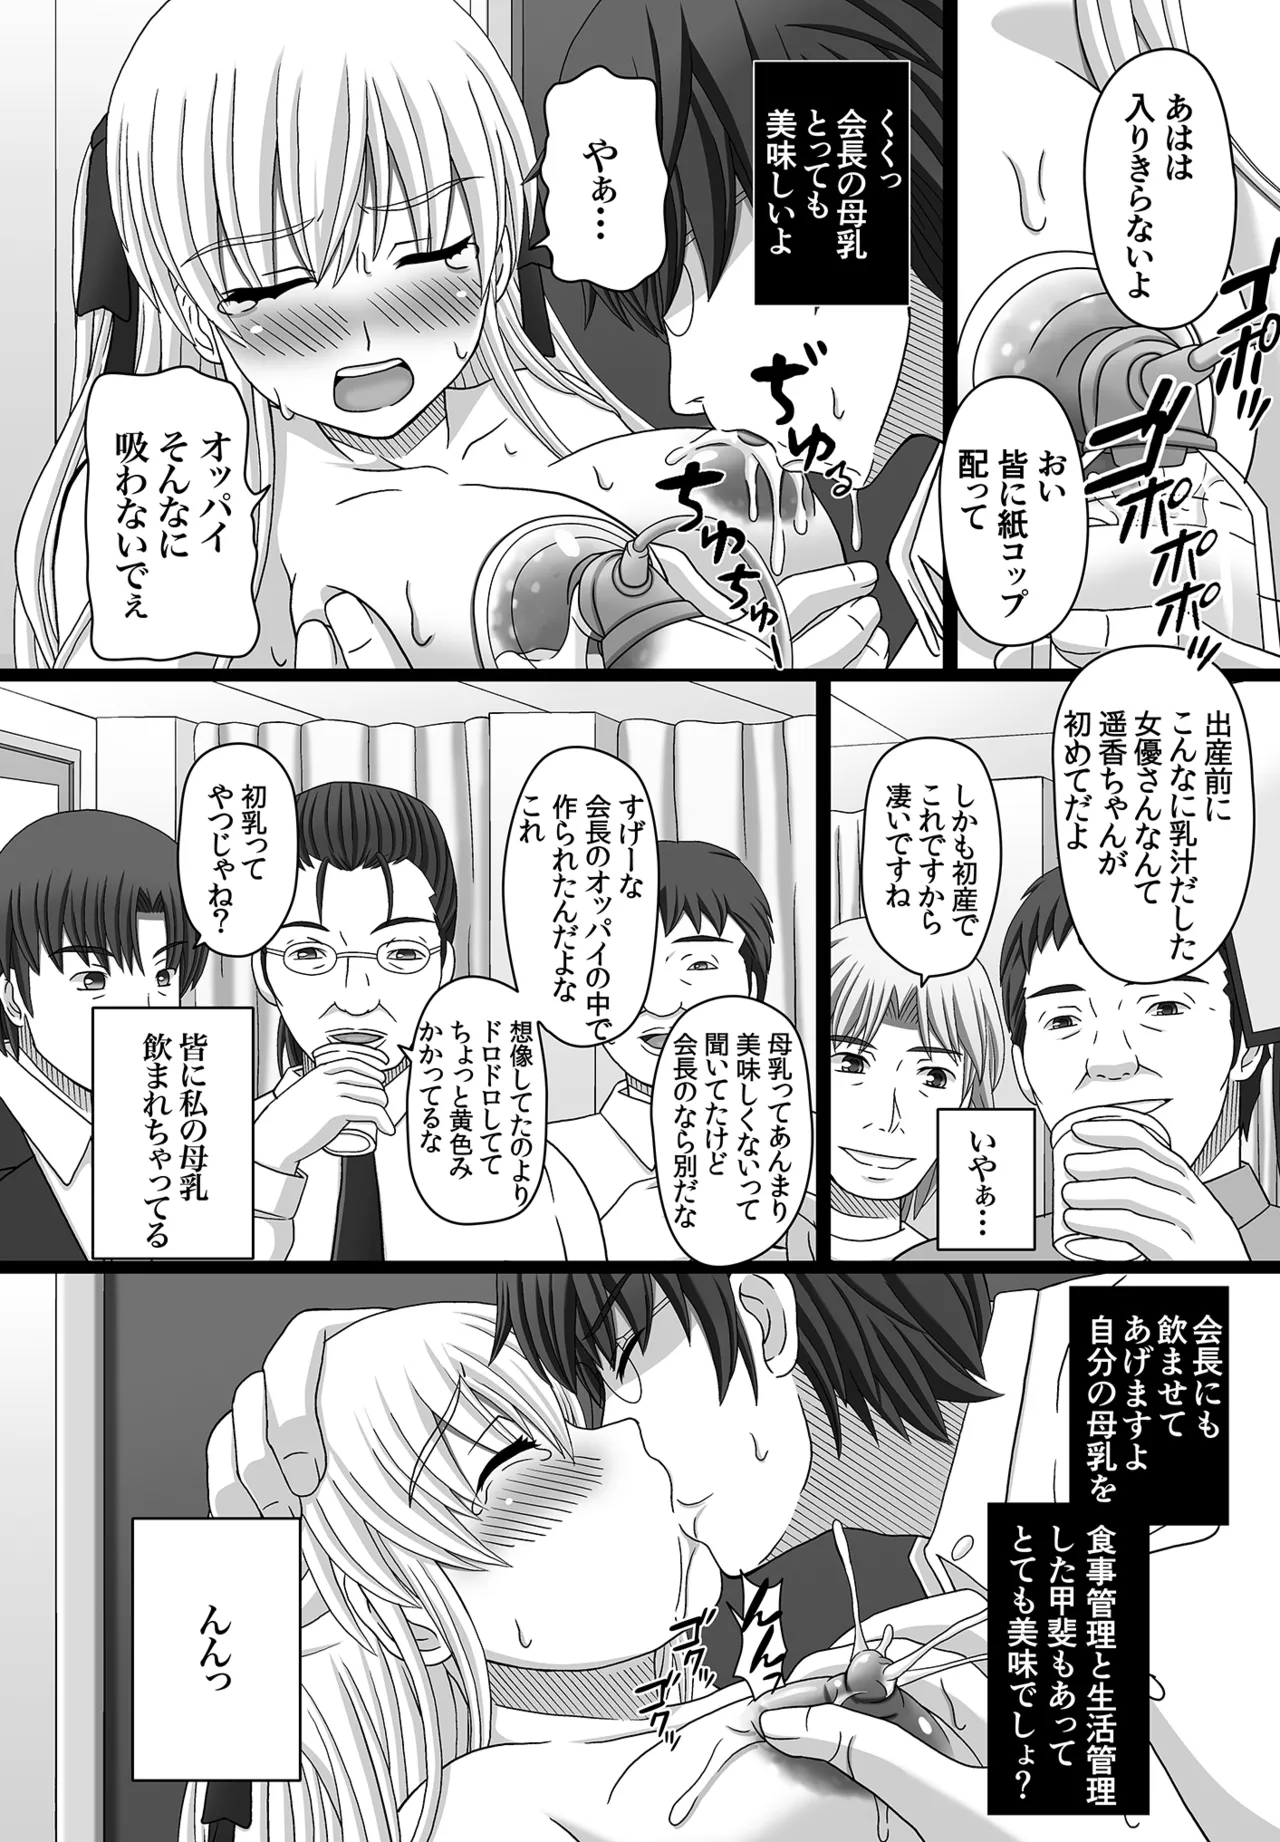 あはは
入りきらないよ
ゴポポッ
ゴポポポポッ
おい
皆に紙コップ
配って
くくっ
会長の母乳
とっても
美味しいよ
やぁ…
ぢゅる
ちゅちゅー
オッパイ
そんなに
吸わないでぇ
出産前に
こんなに乳汁だした
女優さんなんて
遥香ちゃんが
初めてだよ
しかも初産で
これですから
凄いですね
いやぁ…
母乳ってあんまり
美味しくないって
聞いてたけど
会長のなら別だな
すげーな
会長のオッパイの中で
作られたんだよな
これ
想像してたのより
ドロドロしてて
ちょっと黄色み
かかってるな
初乳って
やつじゃね?
皆に私の母乳
飲まれちゃってる
会長にも
飲ませて
あげますよ
自分の母乳を
食事管理と生活管理
した甲斐もあって
とても美味でしょ?
んんっ
ゴクッ
ゴクッ
んんっ